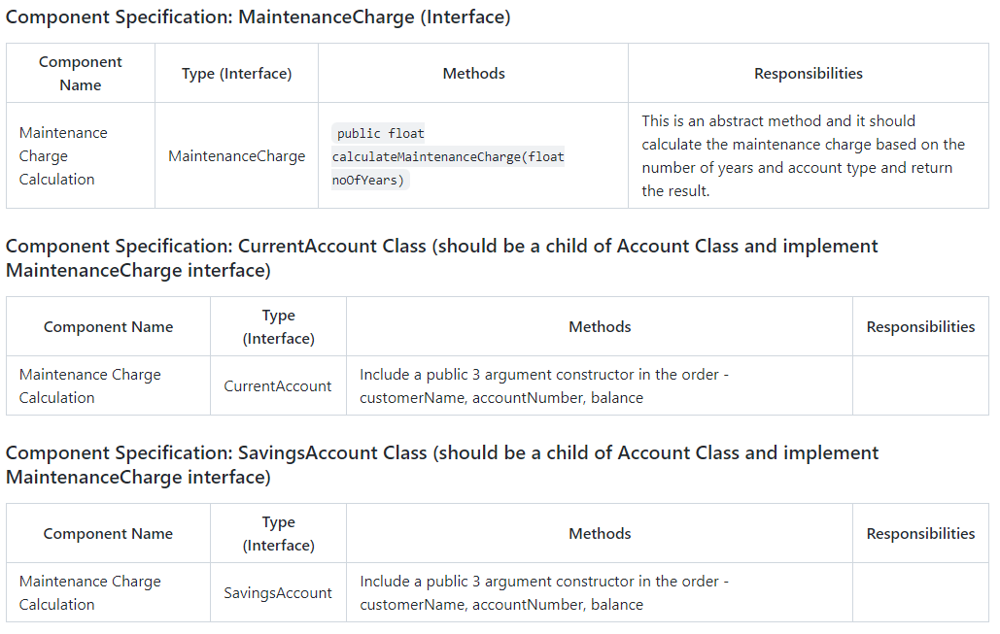 Component Specification: MaintenanceCharge (Interface)
Component
Name
Type (Interface)
Methods
Responsibilities
Maintenance
Charge
Calculation
MaintenanceCharge
public float
calculateMaintenanceCharge(float
noOfYears)
This is an abstract method and it should
calculate the maintenance charge based on the
number of years and account type and return
the result.
Component Specification: CurrentAccount Class (should be a child of Account Class and implement
MaintenanceCharge interface)
Component Name
Type
(Interface)
Methods
Responsibilities
Maintenance Charge
Calculation
CurrentAccount
Include a public 3 argument constructor in the order -
customerName, accountNumber, balance
Component Specification: SavingsAccount Class (should be a child of Account Class and implement
MaintenanceCharge interface)
Component Name
Type
(Interface)
Methods
Responsibilities
Maintenance Charge
Calculation
SavingsAccount
Include a public 3 argument constructor in the order -
customerName, accountNumber, balance